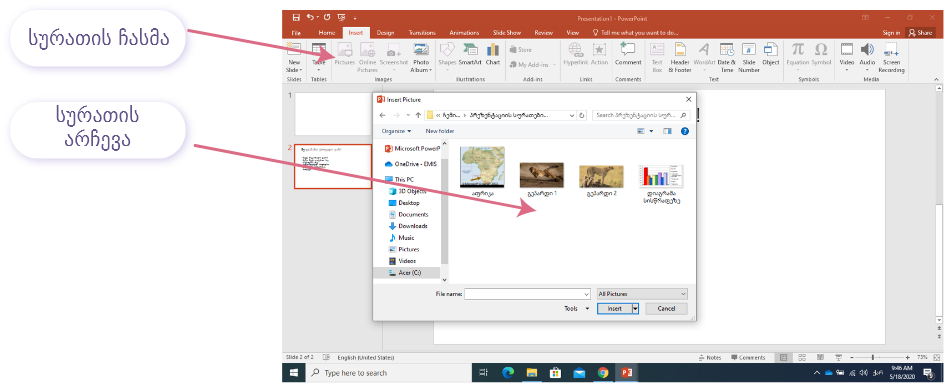 სურათის ჩასმა
სურათის
არჩევა
Presentation1 - PowerPoint
File Home Insert Design Transitions Animations Slide Show Review View Tell me what you want to do... Sign in Share
New
Slide
Slides
Table
Tables
Pictures
Online
Pictures
Screenshot
Photo
Album
Images
Shapes
SmartArt
Chart
Illustrations
Store
My Add-ins
Add-ins
Hyperlink
Action
Links
Comment
Comments
Text
Box
Header
& Footer
WordArt
Date &
Time
Slide
Number
Object
Text
Equation
Symbol
Symbols
Video
Audio
Screen
Recording
Media
1
2
Insert Picture
« ჩემი... › პრეზენტაციის სურათები...
Search პრეზენტაციის სურ...
Organize
New folder
Microsoft PowerP
OneDrive - EMIS
This PC
3D Objects
Desktop
Documents
Downloads
Music
Pictures
Videos
Acer (C:)
აფრიკა
გეპარდი 1
გეპარდი 2
დიაგრამა
სისწრაფეზე
File name:
All Pictures
Tools
Insert
Cancel
!
Slide 2 of 2
English (United States)
Notes
Comments
73%
Type here to search
9:46 AM
5/18/2020